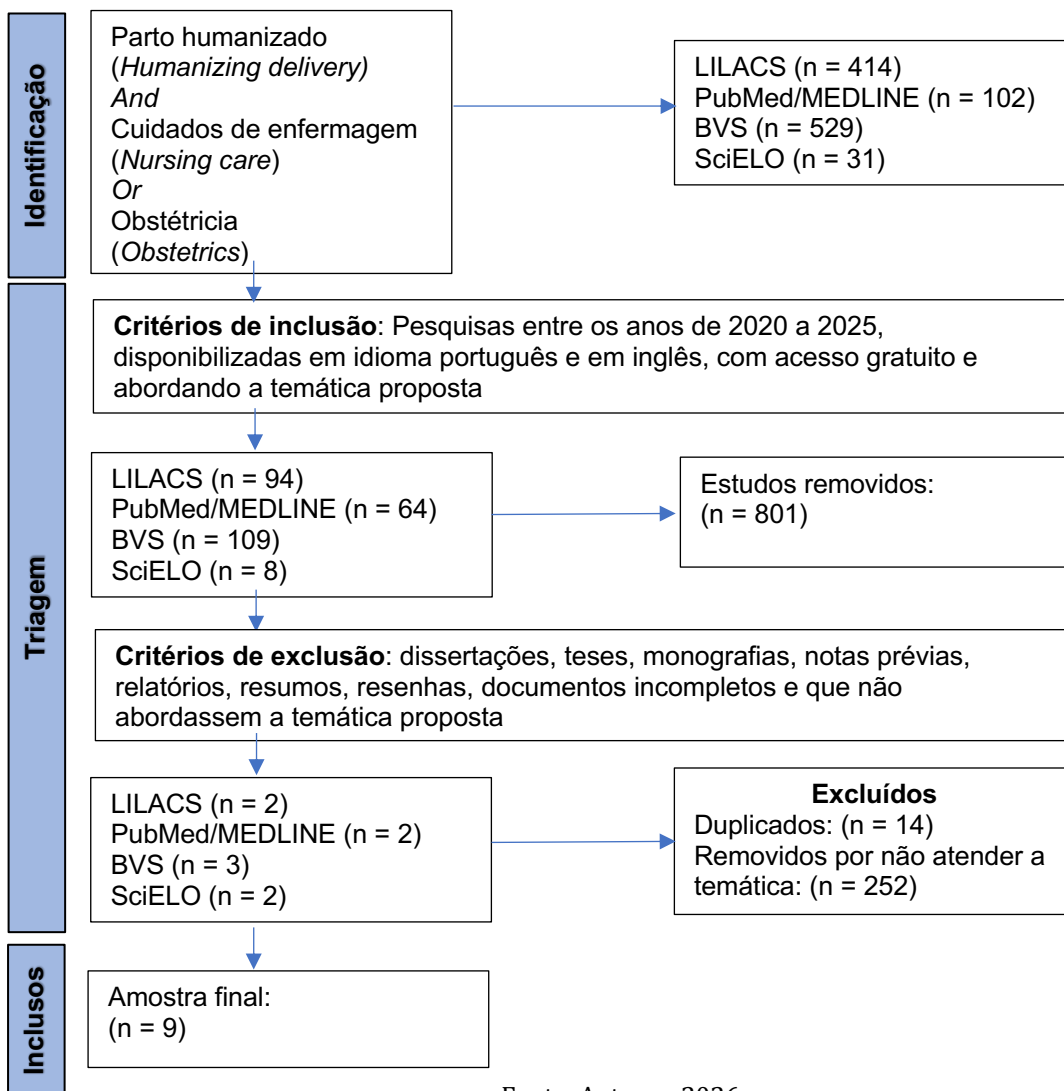 Identificação
Parto humanizado
(Humanizing delivery)
And
Cuidados de enfermagem
(Nursing care)
Or
Obstétricia
(Obstetrics)
LILACS (n = 414)
PubMed/MEDLINE (n = 102)
BVS (n = 529)
SciELO (n = 31)
Triagem
Critérios de inclusão: Pesquisas entre os anos de 2020 a 2025,
disponibilizadas em idioma português e em inglês, com acesso gratuito e
abordando a temática proposta
LILACS (n = 94)
PubMed/MEDLINE (n = 64)
BVS (n = 109)
SciELO (n = 8)
Estudos removidos:
(n = 801)
Critérios de exclusão: dissertações, teses, monografias, notas prévias,
relatórios, resumos, resenhas, documentos incompletos e que não
abordassem a temática proposta
LILACS (n = 2)
PubMed/MEDLINE (n = 2)
BVS (n = 3)
SciELO (n = 2)
Excluídos
Duplicados: (n = 14)
Removidos por não atender a
temática: (n = 252)
Inclusos
Amostra final:
(n = 9)